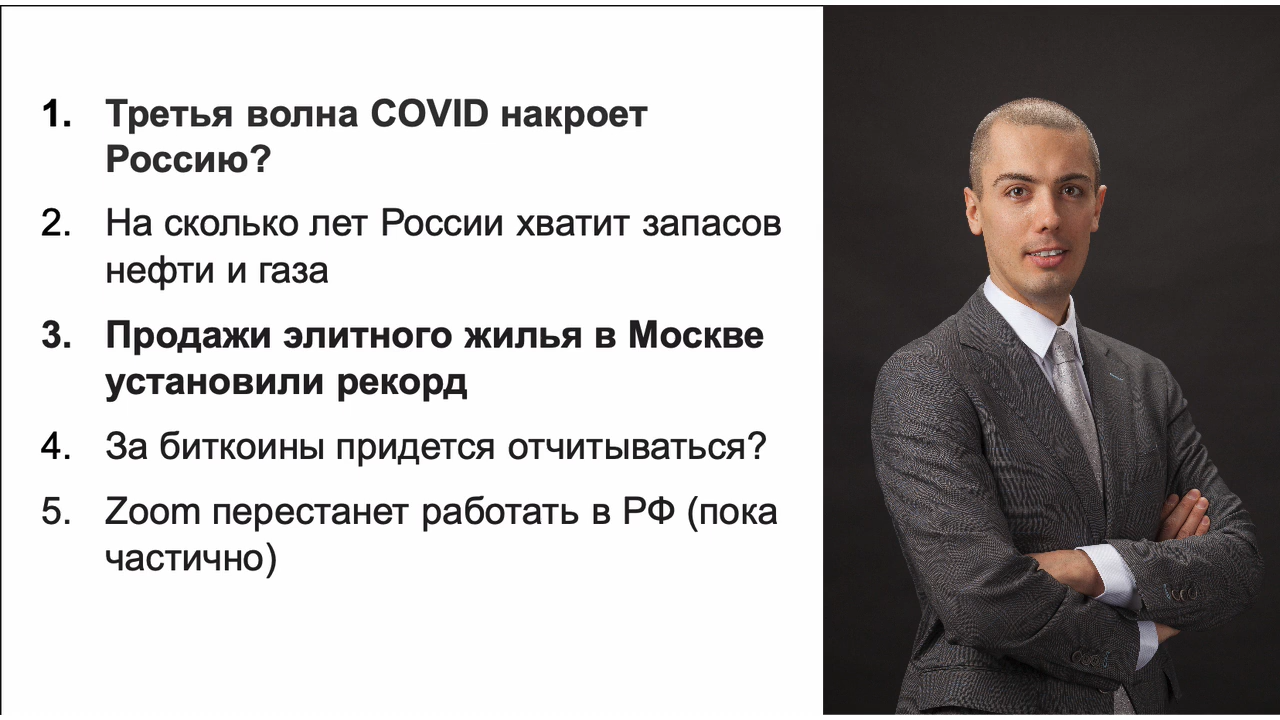 1. Третья волна COVID накроет
Россию?
2. На сколько лет России хватит запасов
нефти и газа
3. Продажи элитного жилья в Москве
установили рекорд
4. За биткоины придется отчитываться?
5. Zoom перестанет работать в РФ (пока
частично)